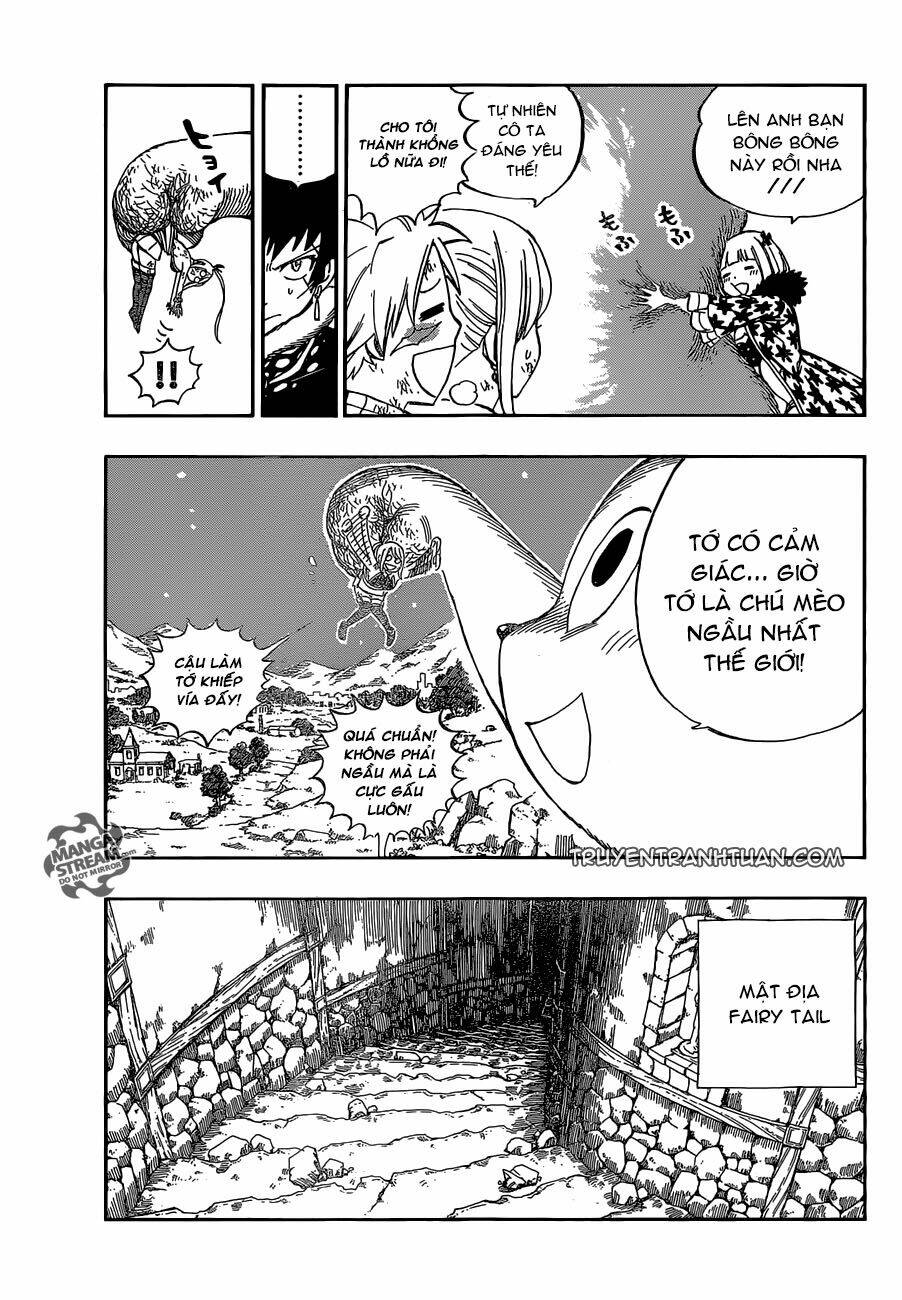 LÊN ANH BẠN
BÔNG BÔNG
NÀY RỒI NHA
///
TỰ NHIÊN
CÔ TA
ĐÁNG YÊU
THẾ!
CHO TÔI
THÀNH KHỔNG
LỒ NỮA ĐI!
もふ
もふ
..........
ヒョイ
!!
TỚ CÓ CẢM
GIÁC... GIỜ
TỚ LÀ CHÚ MÈO
NGẦU NHẤT
THẾ GIỚI!
CẬU LÀM
TỚ KHIẾP
VÍA ĐẤY!
QUÁ CHUẨN!
KHÔNG PHẢI
NGẦU MÀ LÀ
CỰC GẤU
LUÔN!
MANGA
STREAM.com
DO NOT MIRROR
TRUYENTRANHTUAN.COM
MẬT ĐỊA
FAIRY TAIL